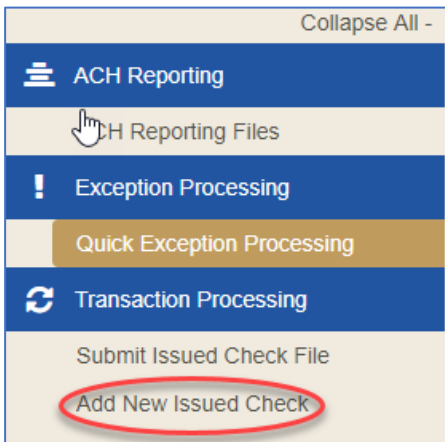 Collapse All -
ACH Reporting
CH Reporting Files
Exception Processing
Quick Exception Processing
Transaction Processing
Submit Issued Check File
Add New Issued Check